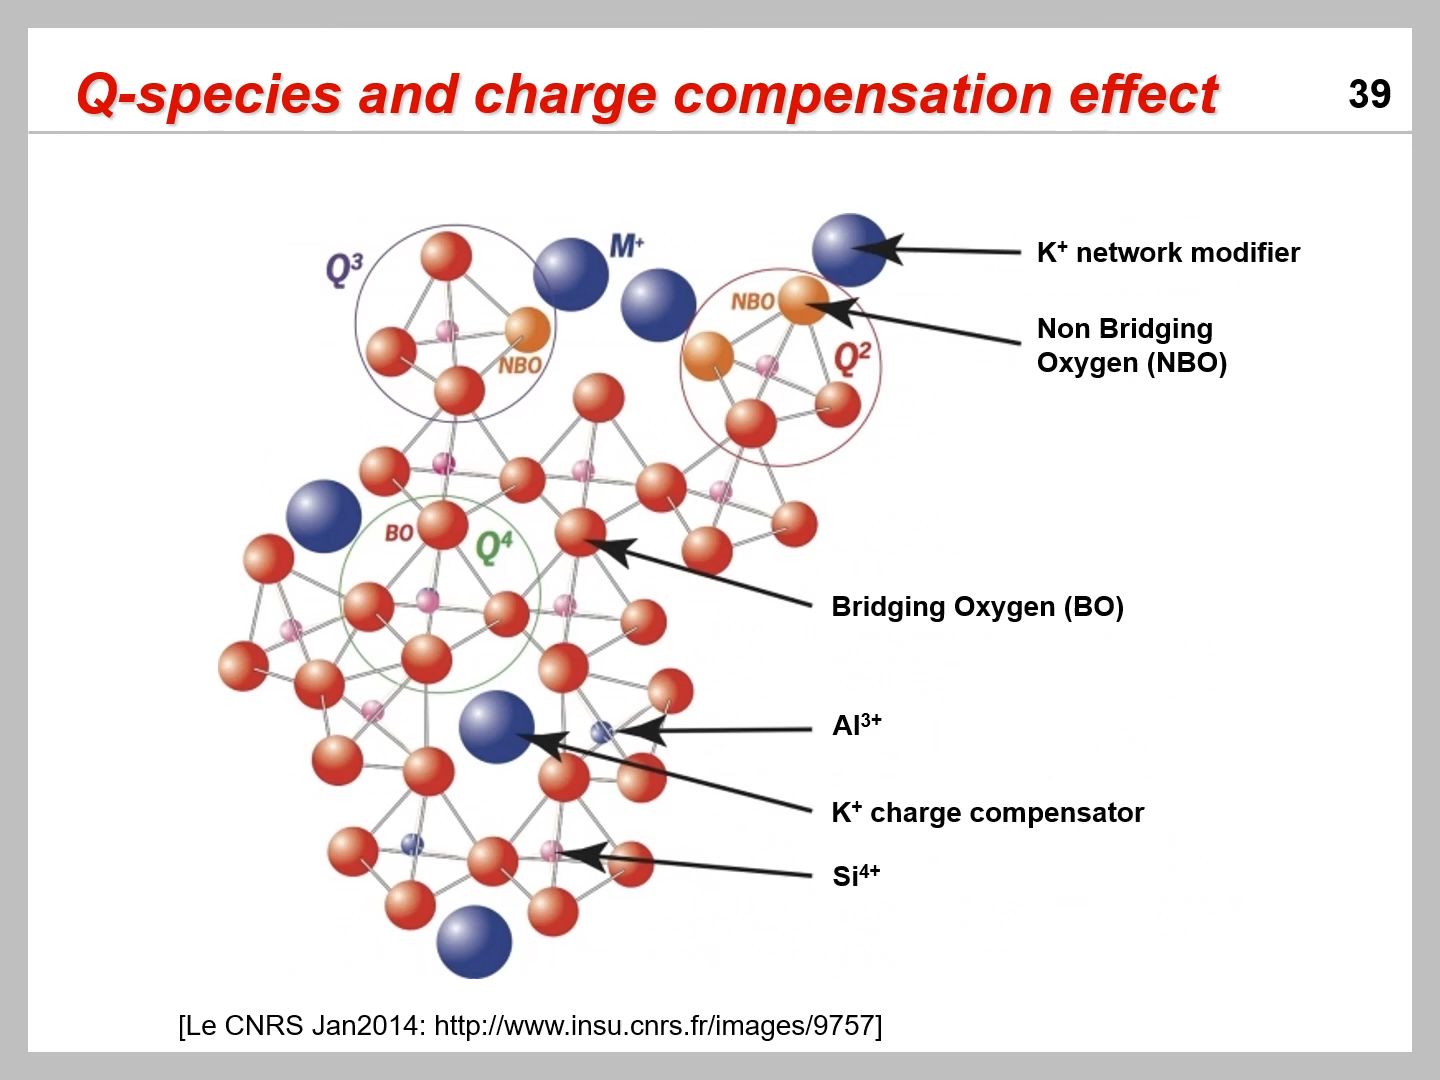 Q-species and charge compensation effect
39
Q³
M⁺
K⁺ network modifier
NBO
Non Bridging
Oxygen (NBO)
NBO
Q²
BO
Q⁴
Bridging Oxygen (BO)
Al³⁺
K⁺ charge compensator
Si⁴⁺
[Le CNRS Jan2014: http://www.insu.cnrs.fr/images/9757]